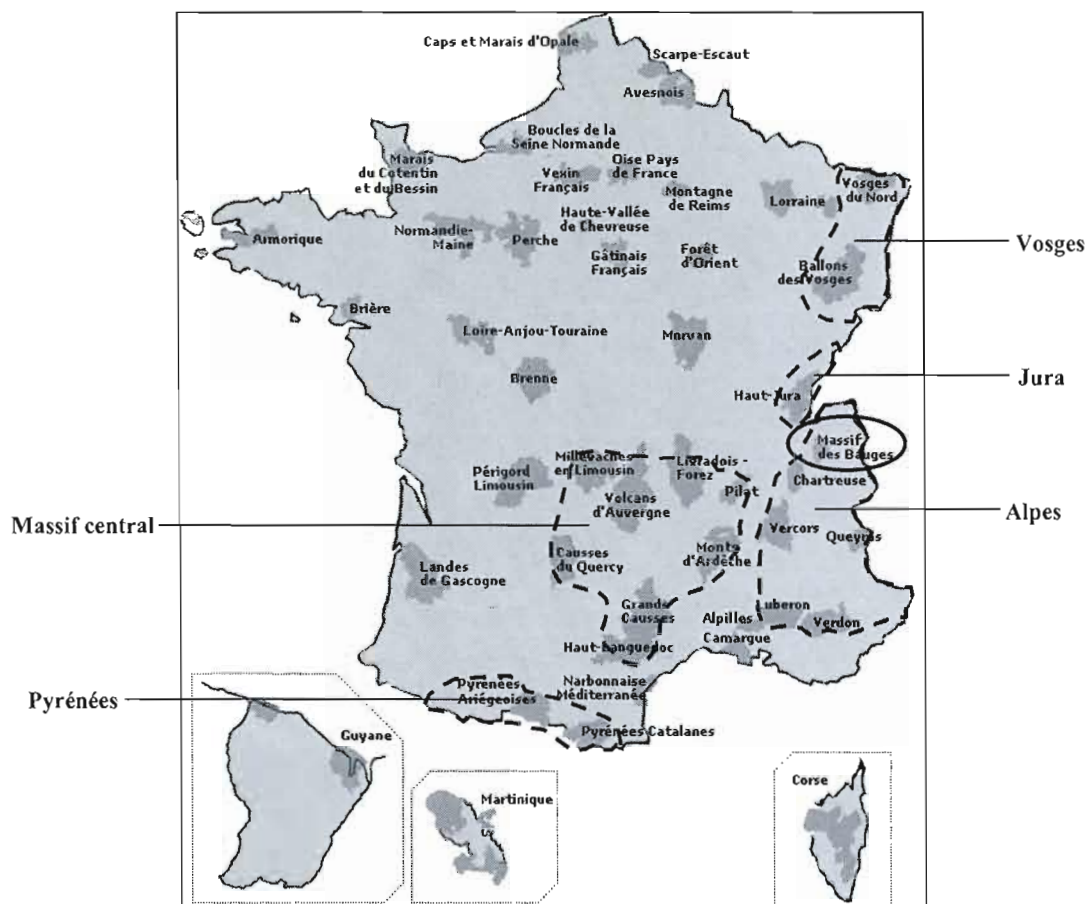 Caps et Marais d'Opale
Scarpe-Escaut
Avesnois
Boucles de la
Seine Normande
Marais
du Cotentin
et du Bessin
Vexin
Français
Oise Pays
de France
Montagne
de Reims
Lorraine
Vosges
du Nord
Armorique
Normandie-
Maine
Perche
Haute-Vallée
de Chevreuse
Gâtinais
Français
Forêt
d'Orient
Ballons
des Vosges
Vosges
Brière
Loire-Anjou-Touraine
Morvan
Brenne
Haut-Jura
Jura
Massif
des Bauges
Périgord
Limousin
Millevaches
en Limousin
Livradois -
Forez
Pilat
Chartreuse
Volcans
d'Auvergne
Massif central
Alpes
Vercors
Queyras
Landes
de Gascogne
Causses
du Quercy
Monts
d'Ardèche
Grands
Causses
Alpilles
Luberon
Verdon
Camargue
Haut-Languedoc
Narbonnaise
Méditerranée
Pyrénées
Pyrénées
Ariégeoises
Pyrénées Catalanes
Guyane
Martinique
Corse